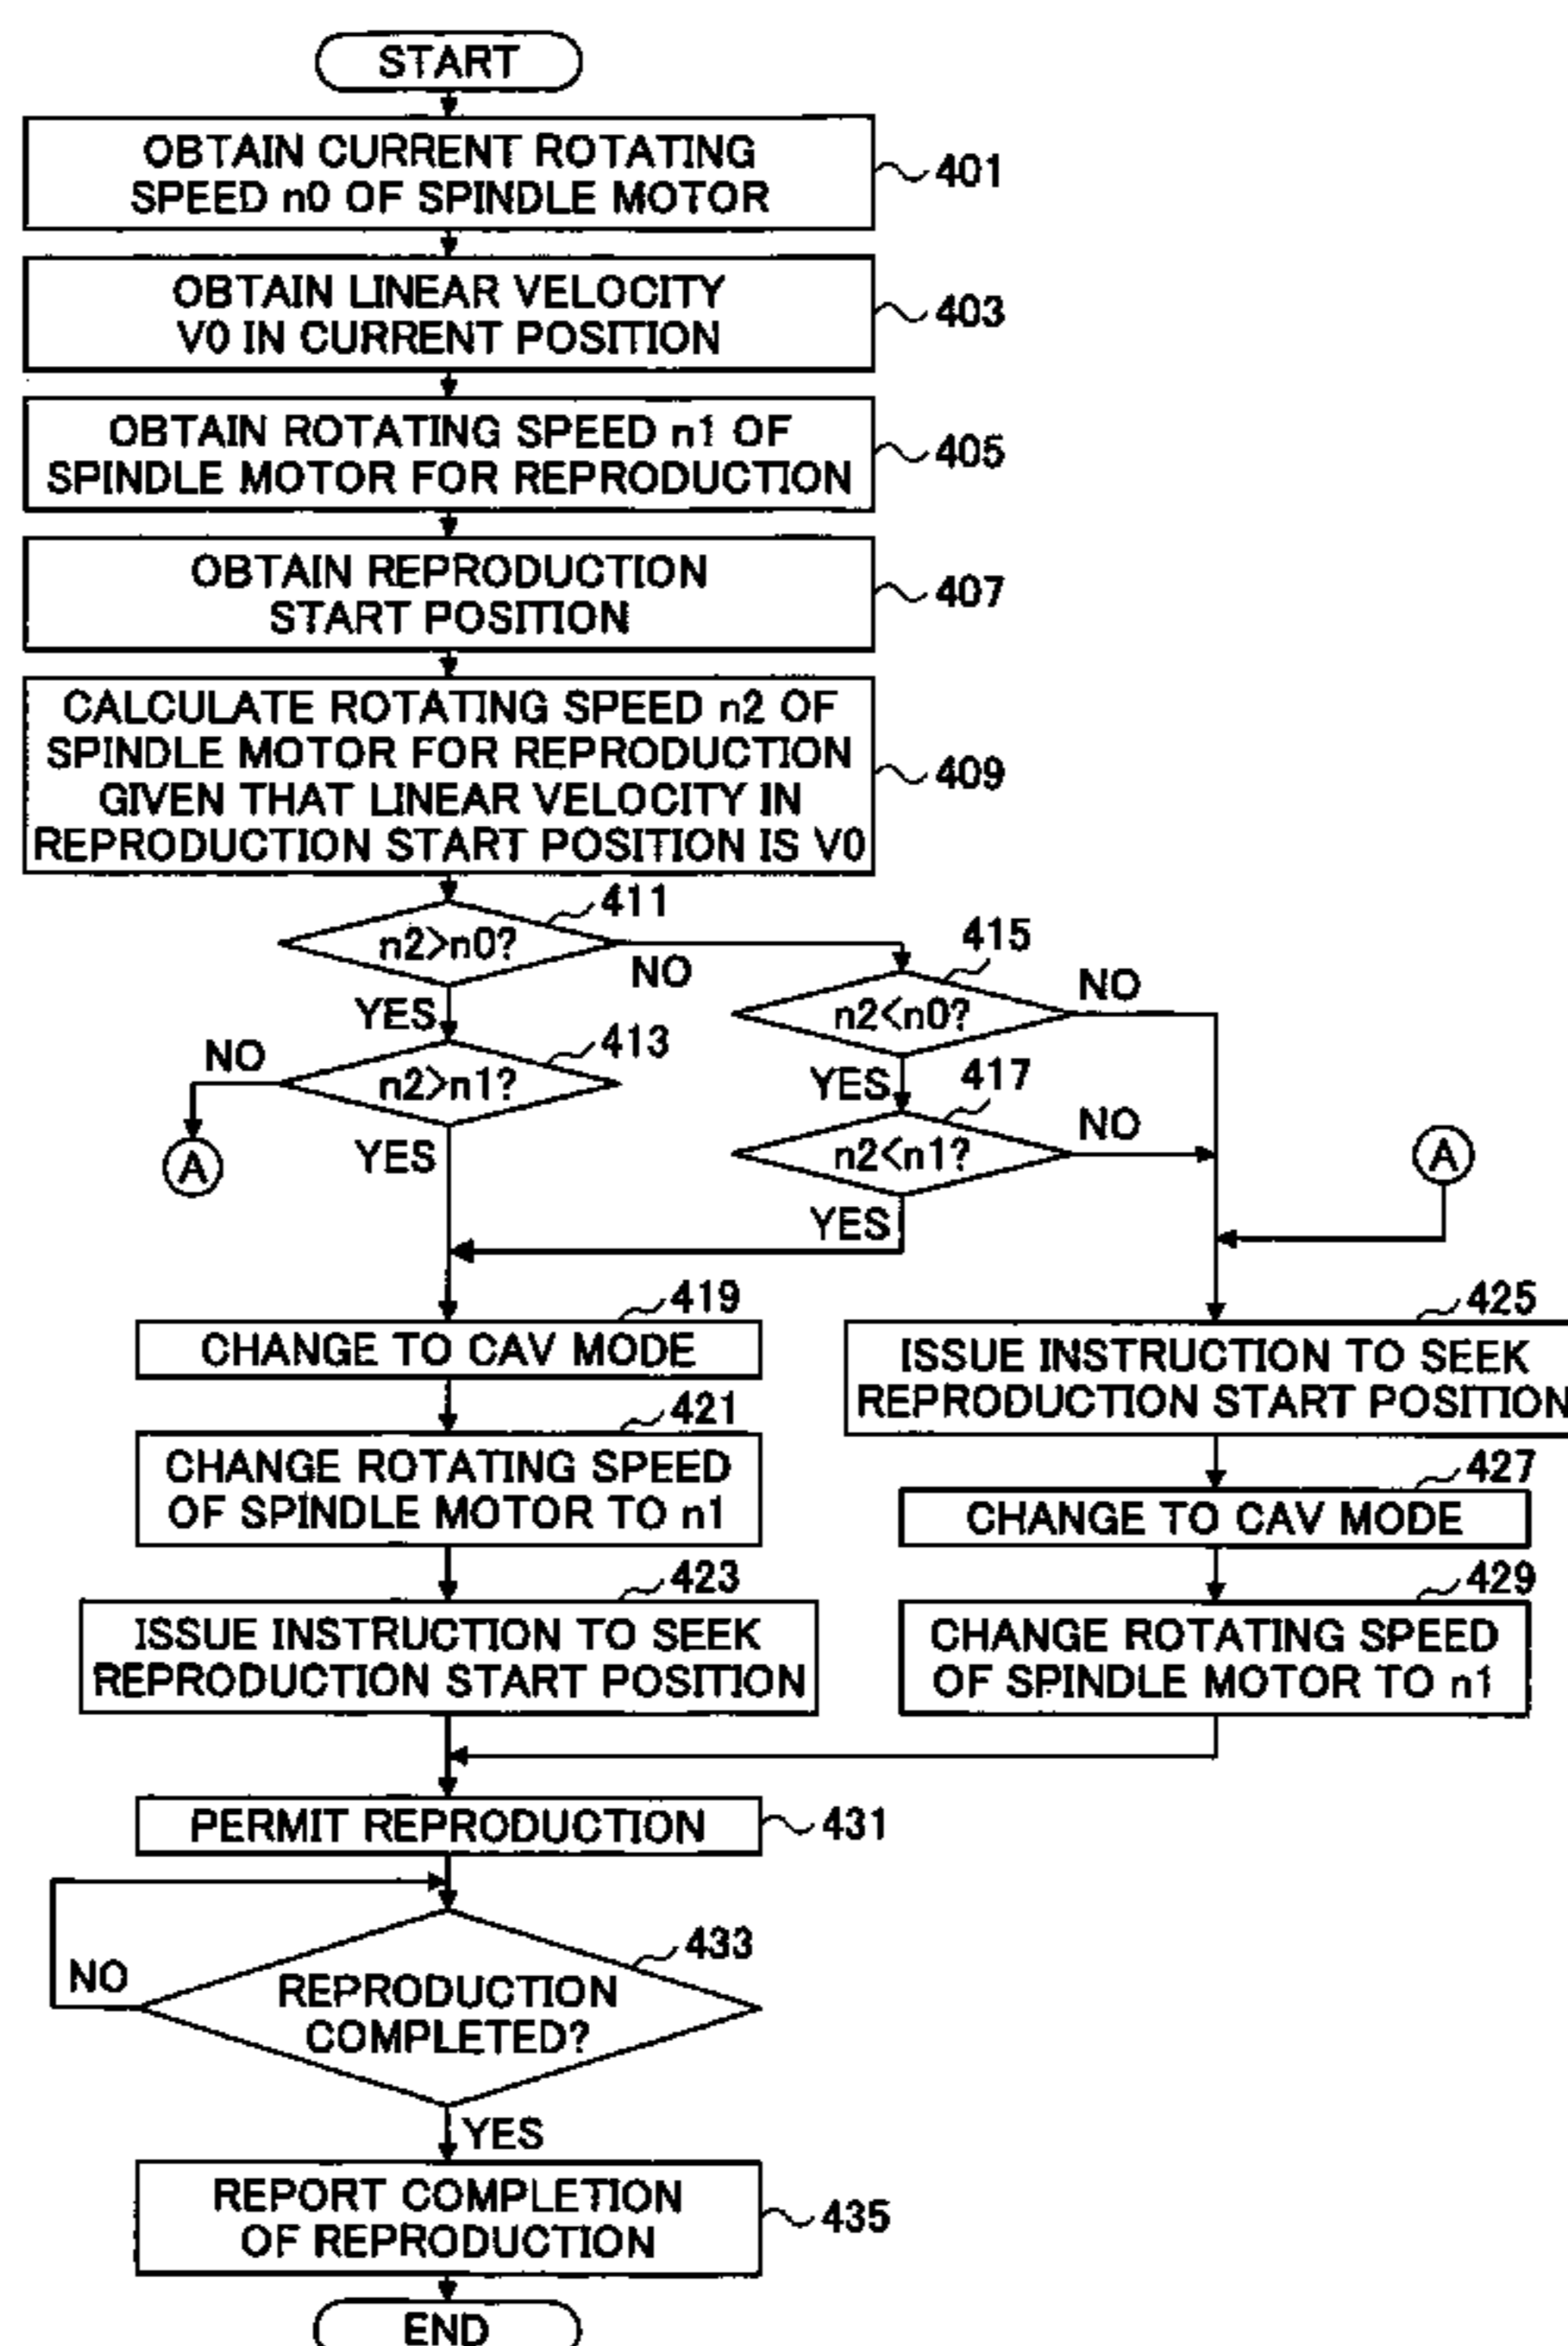 START
OBTAIN CURRENT ROTATING
SPEED n0 OF SPINDLE MOTOR
401
OBTAIN LINEAR VELOCITY
V0 IN CURRENT POSITION
403
OBTAIN ROTATING SPEED n1 OF
SPINDLE MOTOR FOR REPRODUCTION
405
OBTAIN REPRODUCTION
START POSITION
407
CALCULATE ROTATING SPEED n2 OF
SPINDLE MOTOR FOR REPRODUCTION
GIVEN THAT LINEAR VELOCITY IN
REPRODUCTION START POSITION IS V0
409
n2>n0?
411
NO
YES
n2<n0?
415
NO
YES
n2>n1?
413
NO
YES
A
n2<n1?
417
NO
YES
A
CHANGE TO CAV MODE
419
CHANGE ROTATING SPEED
OF SPINDLE MOTOR TO n1
421
ISSUE INSTRUCTION TO SEEK
REPRODUCTION START POSITION
423
ISSUE INSTRUCTION TO SEEK
REPRODUCTION START POSITION
425
CHANGE TO CAV MODE
427
CHANGE ROTATING SPEED
OF SPINDLE MOTOR TO n1
429
PERMIT REPRODUCTION
431
REPRODUCTION
COMPLETED?
433
NO
YES
REPORT COMPLETION
OF REPRODUCTION
435
END